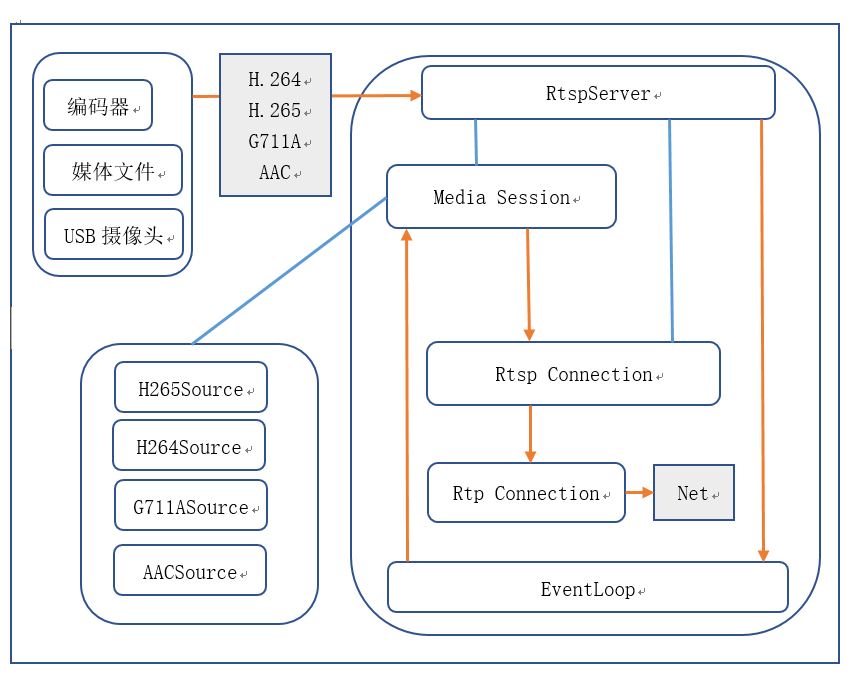 编码器
媒体文件
USB 摄像头
H.264
H.265
G711A
AAC
RtspServer
Media Session
Rtsp Connection
Rtp Connection
Net
EventLoop
H265Source
H264Source
G711ASource
AACSource